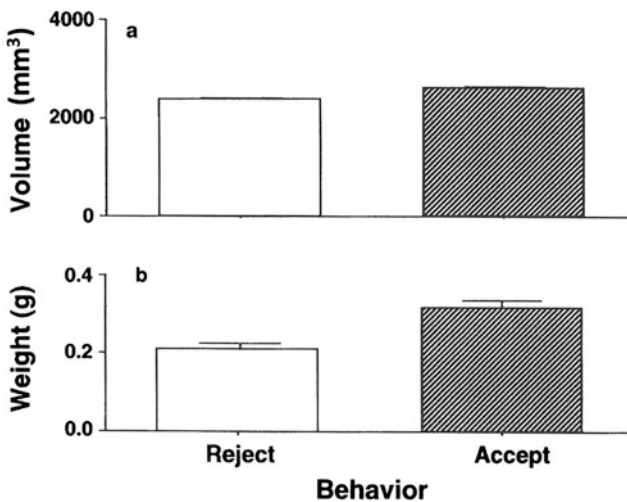 a
4000
2000
0
Volume (mm³)
b
0.4
0.2
0.0
Weight (g)
Reject Accept
Behavior